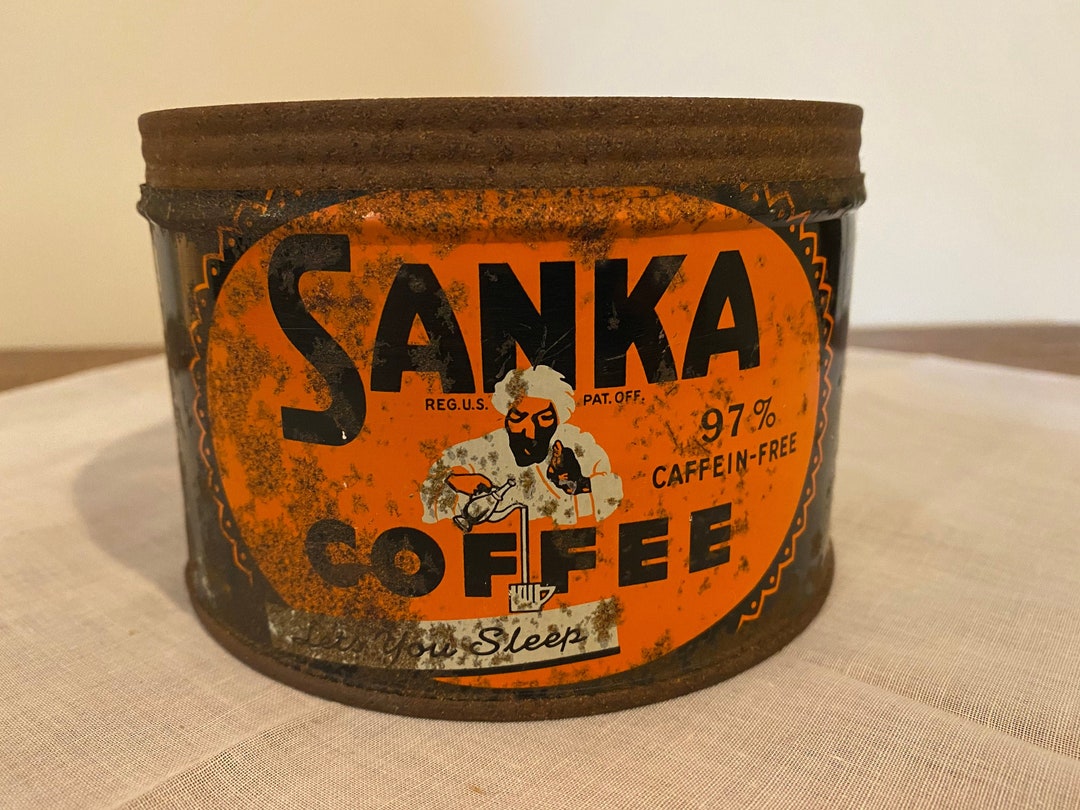 SANKA
REG.U.S. PAT. OFF.
97%
CAFFEIN-FREE
COFFEE
Lets You Sleep